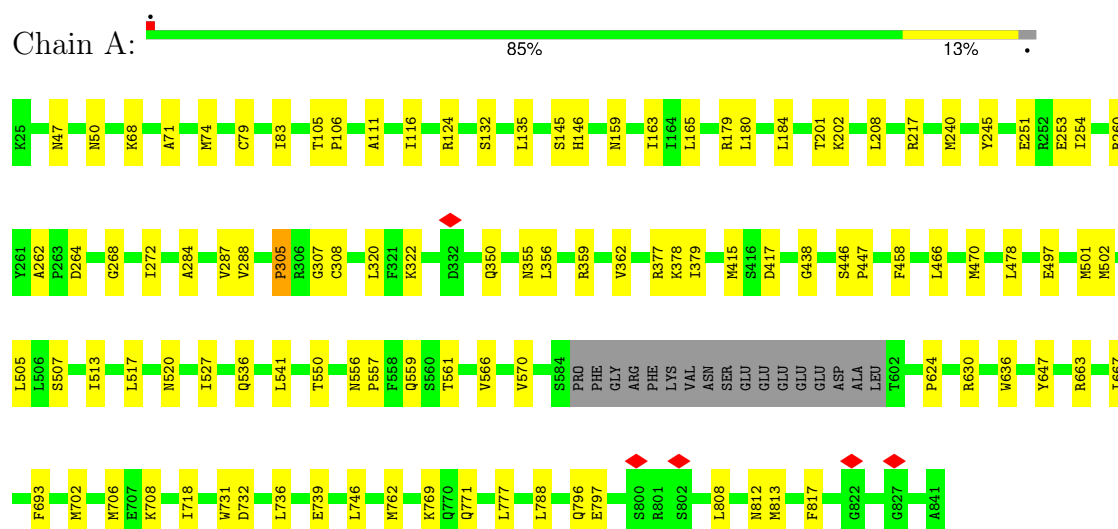 Chain A:
85% 13%
K25 N47 N50 K68 A71 M74 C79 I83 T105 P106 A111 I116 R124 S132 L135 S145 H146 N159 I163 I164 L165 R179 L180 L184 T201 K202 L208 R217 M240 Y245 E251 R252 E253 I254
Y261 A262 P263 D264 G268 I272 A284 V287 V288 P305 R306 G307 C308 L320 F321 K322 D332 Q350 N355 L356 R359 V362 R377 K378 I379 M415 S416 D417 G438 S446 P447 F458 L466 M470 L478 E497 M501 M502
L505 L506 S507 I513 L517 N520 I527 Q536 L541 T550 N556 P557 F558 Q559 S560 T561 V566 V570 S584 PRO PHE GLY ARG PHE LYS VAL ASN SER GLU GLU GLU GLU GLU ASP ALA LEU T602 P624 R630 W636 Y647 R663
F693 M702 M706 E707 K708 I718 W731 D732 L736 E739 L746 M762 K769 Q770 Q771 L777 L788 Q796 E797 S800 R801 S802 L808 N812 M813 F817 G822 G827 A841